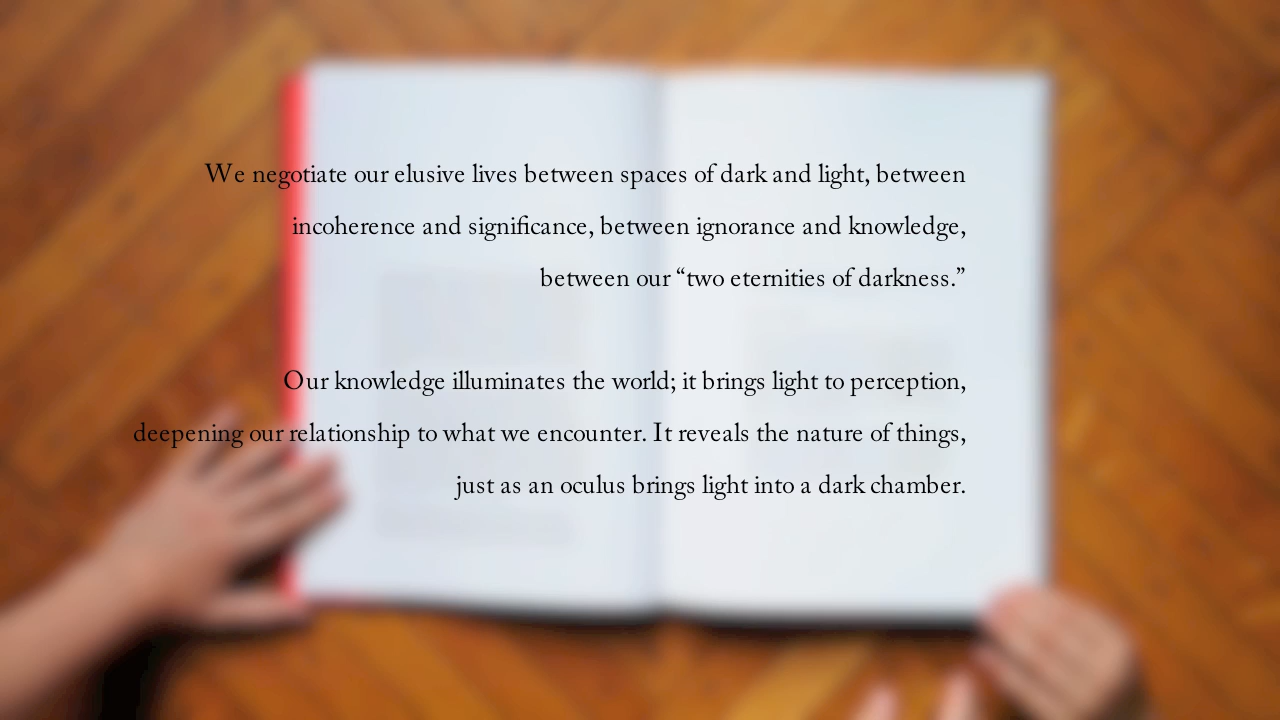 We negotiate our elusive lives between spaces of dark and light, between
incoherence and significance, between ignorance and knowledge,
between our “two eternities of darkness.”
Our knowledge illuminates the world; it brings light to perception,
deepening our relationship to what we encounter. It reveals the nature of things,
just as an oculus brings light into a dark chamber.